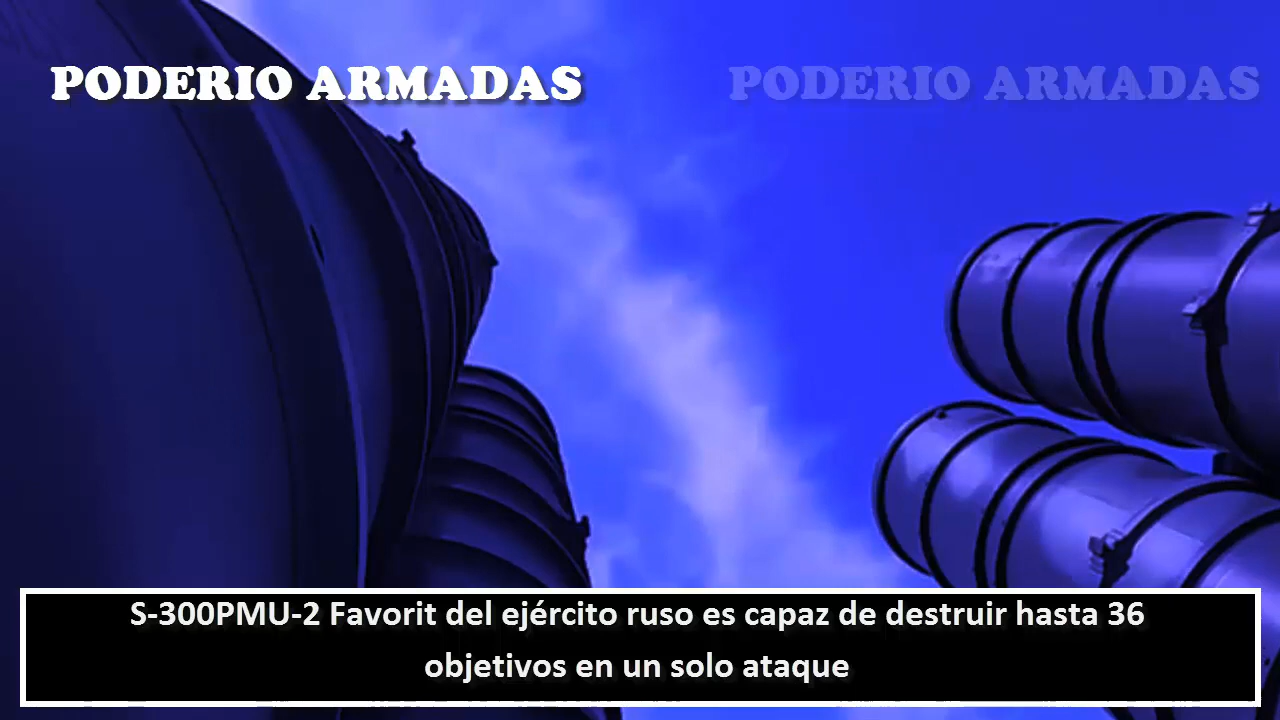 PODERIO ARMADAS PODERIO ARMADAS
S-300PMU-2 Favorit del ejército ruso es capaz de destruir hasta 36
objetivos en un solo ataque